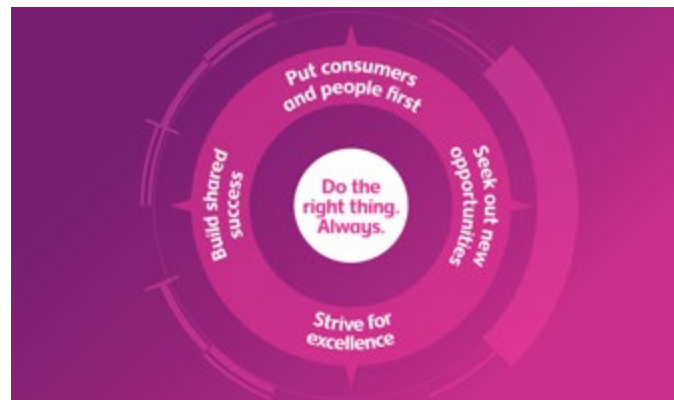 Put consumers
and people first
Seek out new
opportunities
Strive for
excellence
Build shared
success
Do the
right thing.
Always.